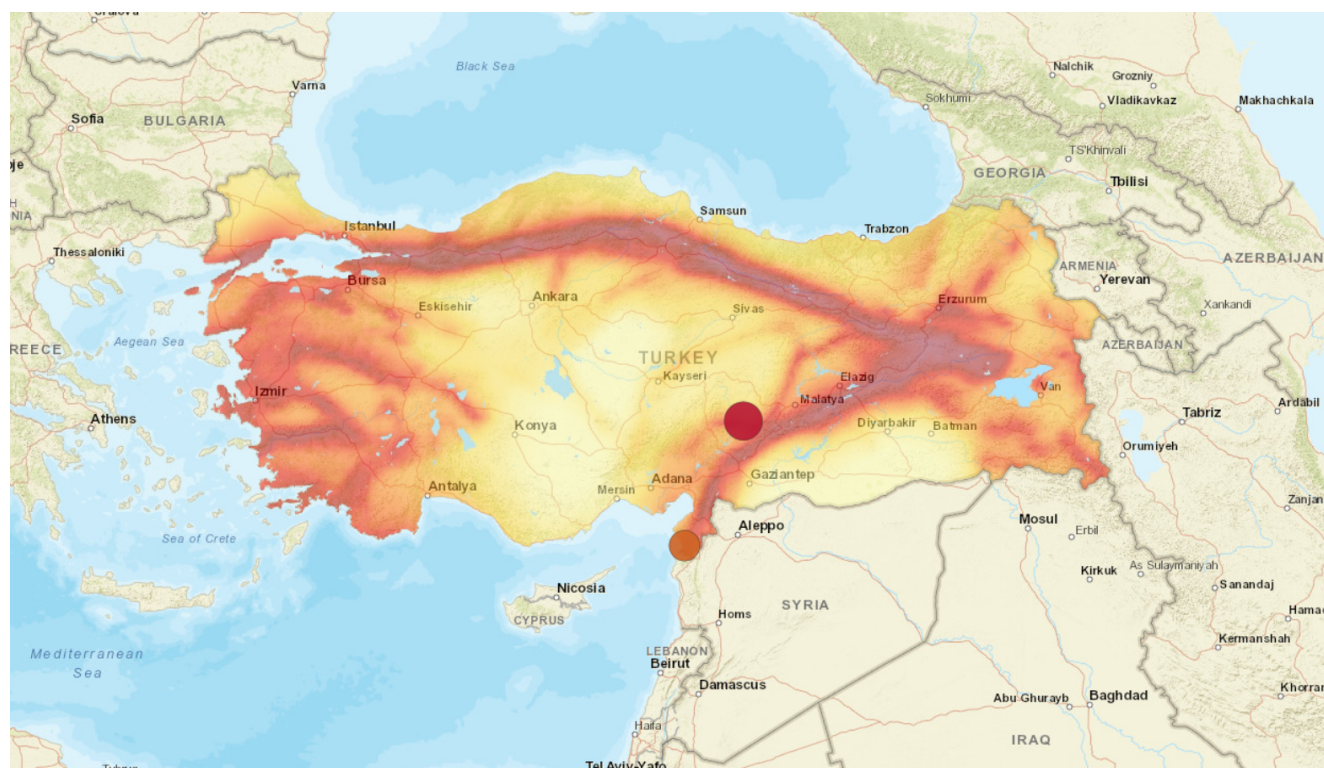 Craiova
Black Sea
Varna
Sofia
BULGARIA
Nalchik
Grozniy
Vladikavkaz
Makhachkala
Sokhumi
TS'Khinvali
GEORGIA
Tbilisi
oje
H
NIA
Thessaloniki
Istanbul
Samsun
Trabzon
ARMENIA
Yerevan
AZERBAIJAN
Xankandi
Bursa
Eskisehir
Ankara
Sivas
Erzurum
REECE
Aegean Sea
TURKEY
Kayseri
Elazig
Malatya
Van
AZERBAIJAN
Izmir
Athens
Konya
Diyarbakir
Batman
Tabriz
Ardabil
Orumiyeh
Antalya
Mersin
Adana
Gaziantep
Zanjan
Sea of Crete
Aleppo
Mosul
Erbil
Kirkuk
As Sulaymaniyah
Sanandaj
Nicosia
CYPRUS
SYRIA
Homs
Hama
Kermanshah
Mediterranean
Sea
LEBANON
Beirut
Damascus
Abu Ghurayb
Baghdad
Khorran
Haifa
IRAQ
Tel Aviv-Yafo